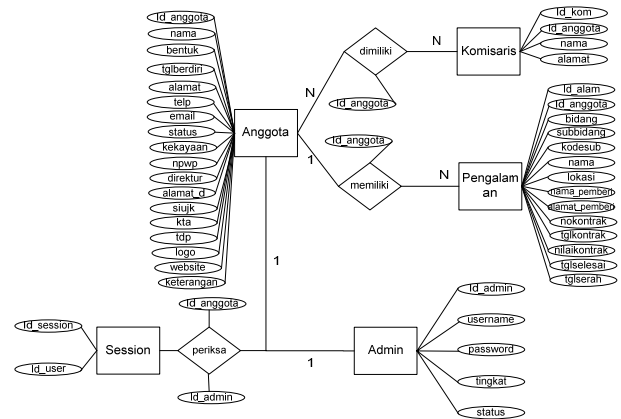 Id_anggota
nama
bentuk
tglberdiri
alamat
telp
email
status
kekayaan
npwp
direktur
alamat_d
siujk
kta
tdp
logo
website
keterangan
Anggota
N
dimiliki
N
Id_anggota
Komisaris
Id_kom
Id_anggota
nama
alamat
1
Id_anggota
memiliki
N
Pengalam
an
Id_alam
Id_anggota
bidang
subbidang
kodesub
nama
lokasi
nama_pemberi
alamat_pemberi
nokontrak
tglkontrak
nilaikontrak
tglselesai
tglserah
1
Id_session
Id_user
Session
Id_anggota
periksa
Id_admin
1
Admin
Id_admin
username
password
tingkat
status